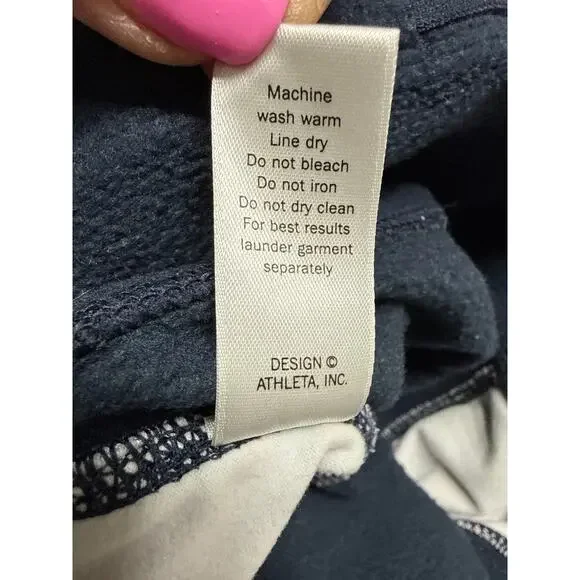 Machine
wash warm
Line dry
Do not bleach
Do not iron
Do not dry clean
For best results
launder garment
separately
DESIGN ©
ATHLETA, INC.